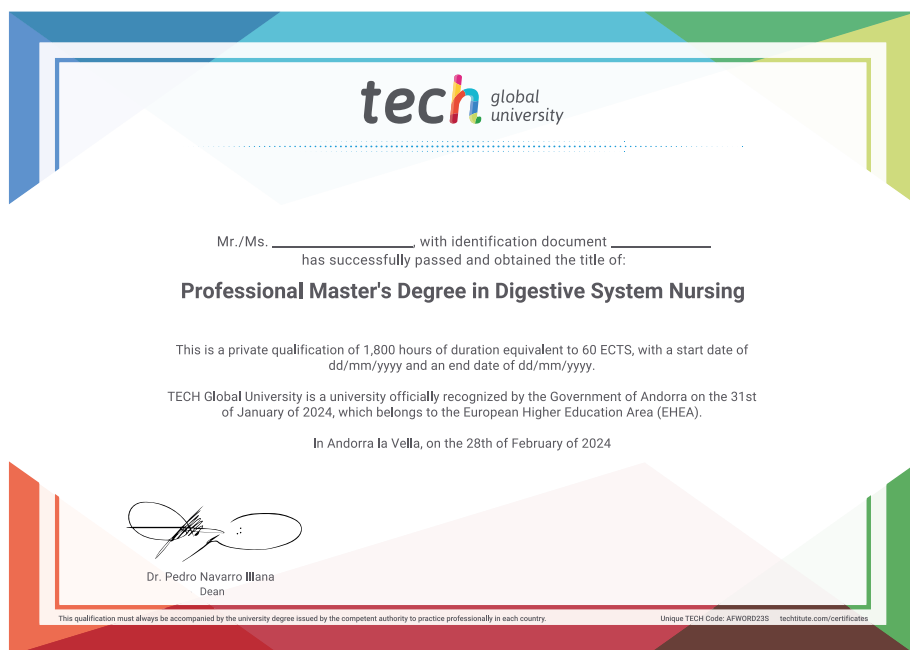 tech global university
Mr./Ms. ____________________, with identification document ______________
has successfully passed and obtained the title of:
Professional Master's Degree in Digestive System Nursing
This is a private qualification of 1,800 hours of duration equivalent to 60 ECTS, with a start date of
dd/mm/yyyy and an end date of dd/mm/yyyy.
TECH Global University is a university officially recognized by the Government of Andorra on the 31st
of January of 2024, which belongs to the European Higher Education Area (EHEA).
In Andorra la Vella, on the 28th of February of 2024
Dr. Pedro Navarro Illana
Dean
This qualification must always be accompanied by the university degree issued by the competent authority to practice professionally in each country.
Unique TECH Code: AFWORD23S techtitute.com/certificates